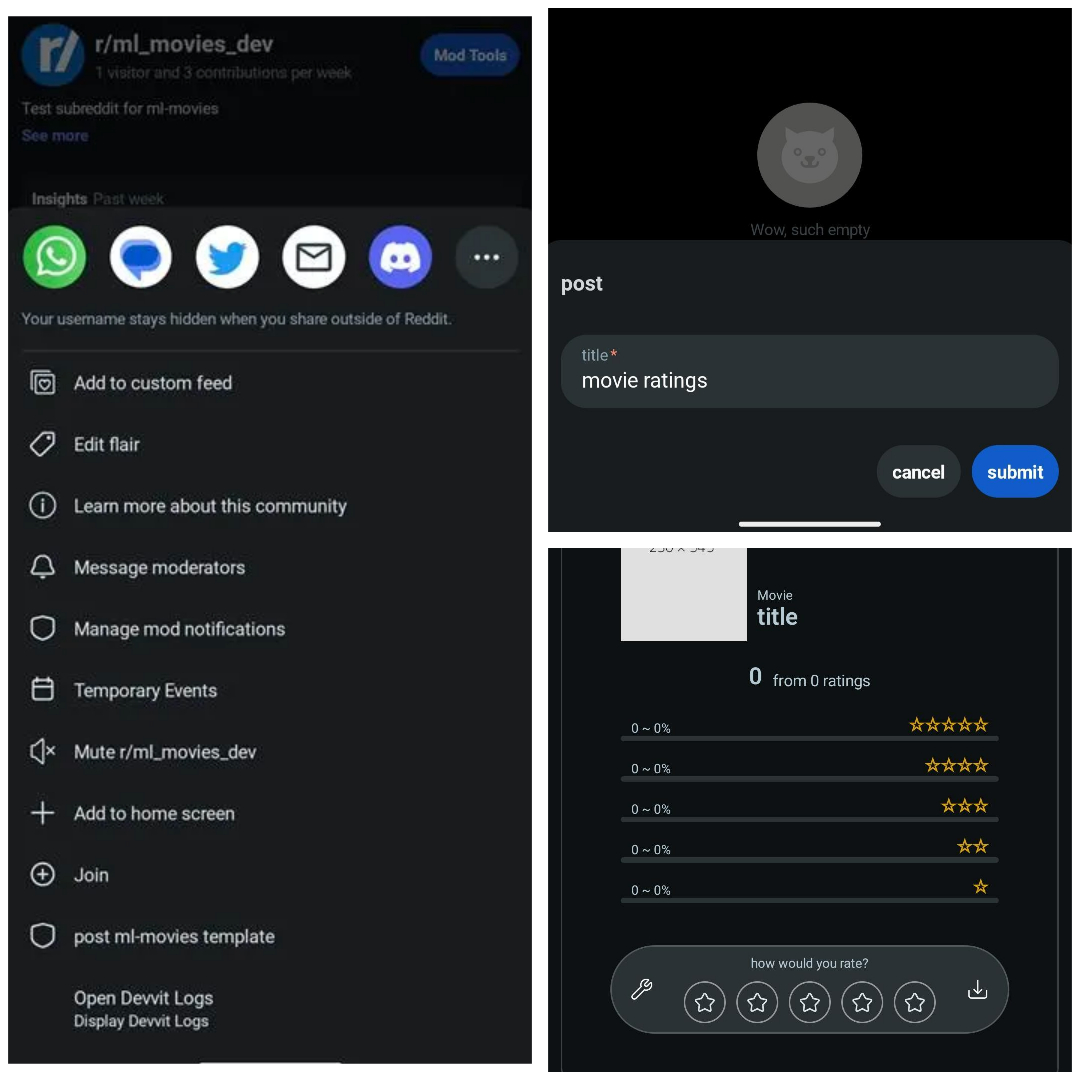 r/ml_movies_dev
1 visitor and 3 contributions per week
Mod Tools
Test subreddit for ml-movies
See more
Insights Past week
Your username stays hidden when you share outside of Reddit.
Add to custom feed
Edit flair
Learn more about this community
Message moderators
Manage mod notifications
Temporary Events
Mute r/ml_movies_dev
Add to home screen
Join
post ml-movies template
Open Devvit Logs
Display Devvit Logs
Wow, such empty
post
title*
movie ratings
cancel
submit
Movie
title
0 from 0 ratings
0 ~ 0%
0 ~ 0%
0 ~ 0%
0 ~ 0%
0 ~ 0%
how would you rate?